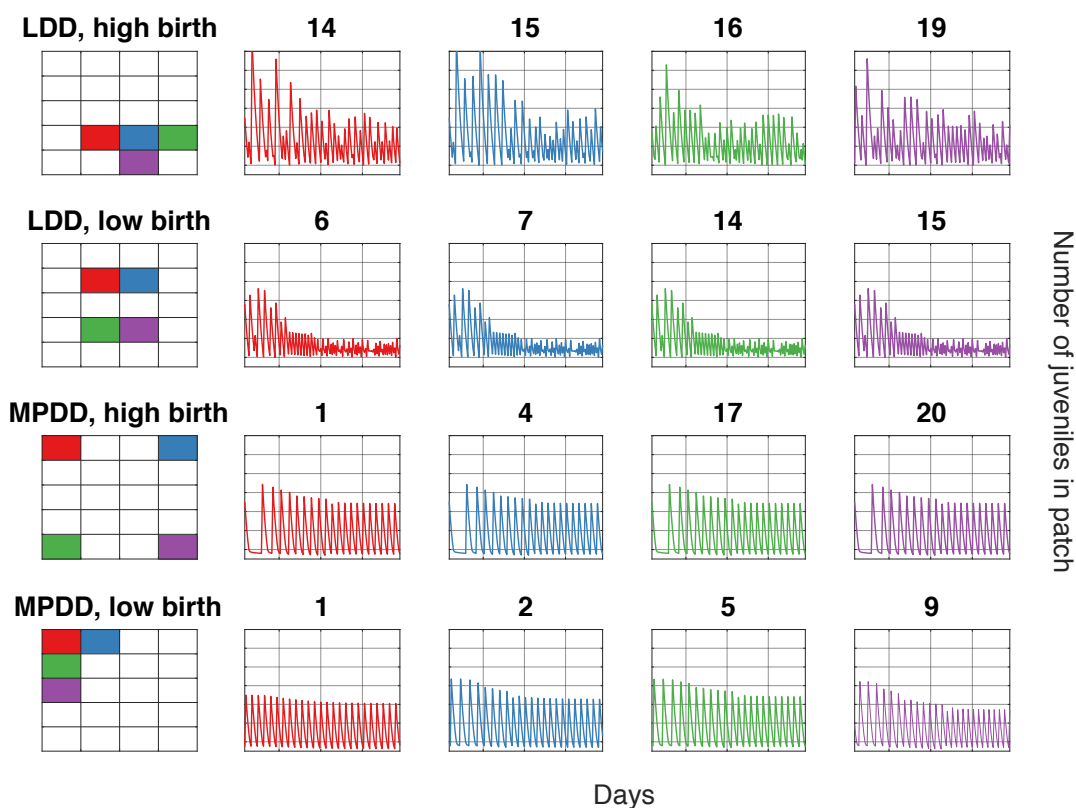 LDD, high birth 14 15 16 19
LDD, low birth 6 7 14 15
MPDD, high birth 1 4 17 20
MPDD, low birth 1 2 5 9
Number of juveniles in patch
Days